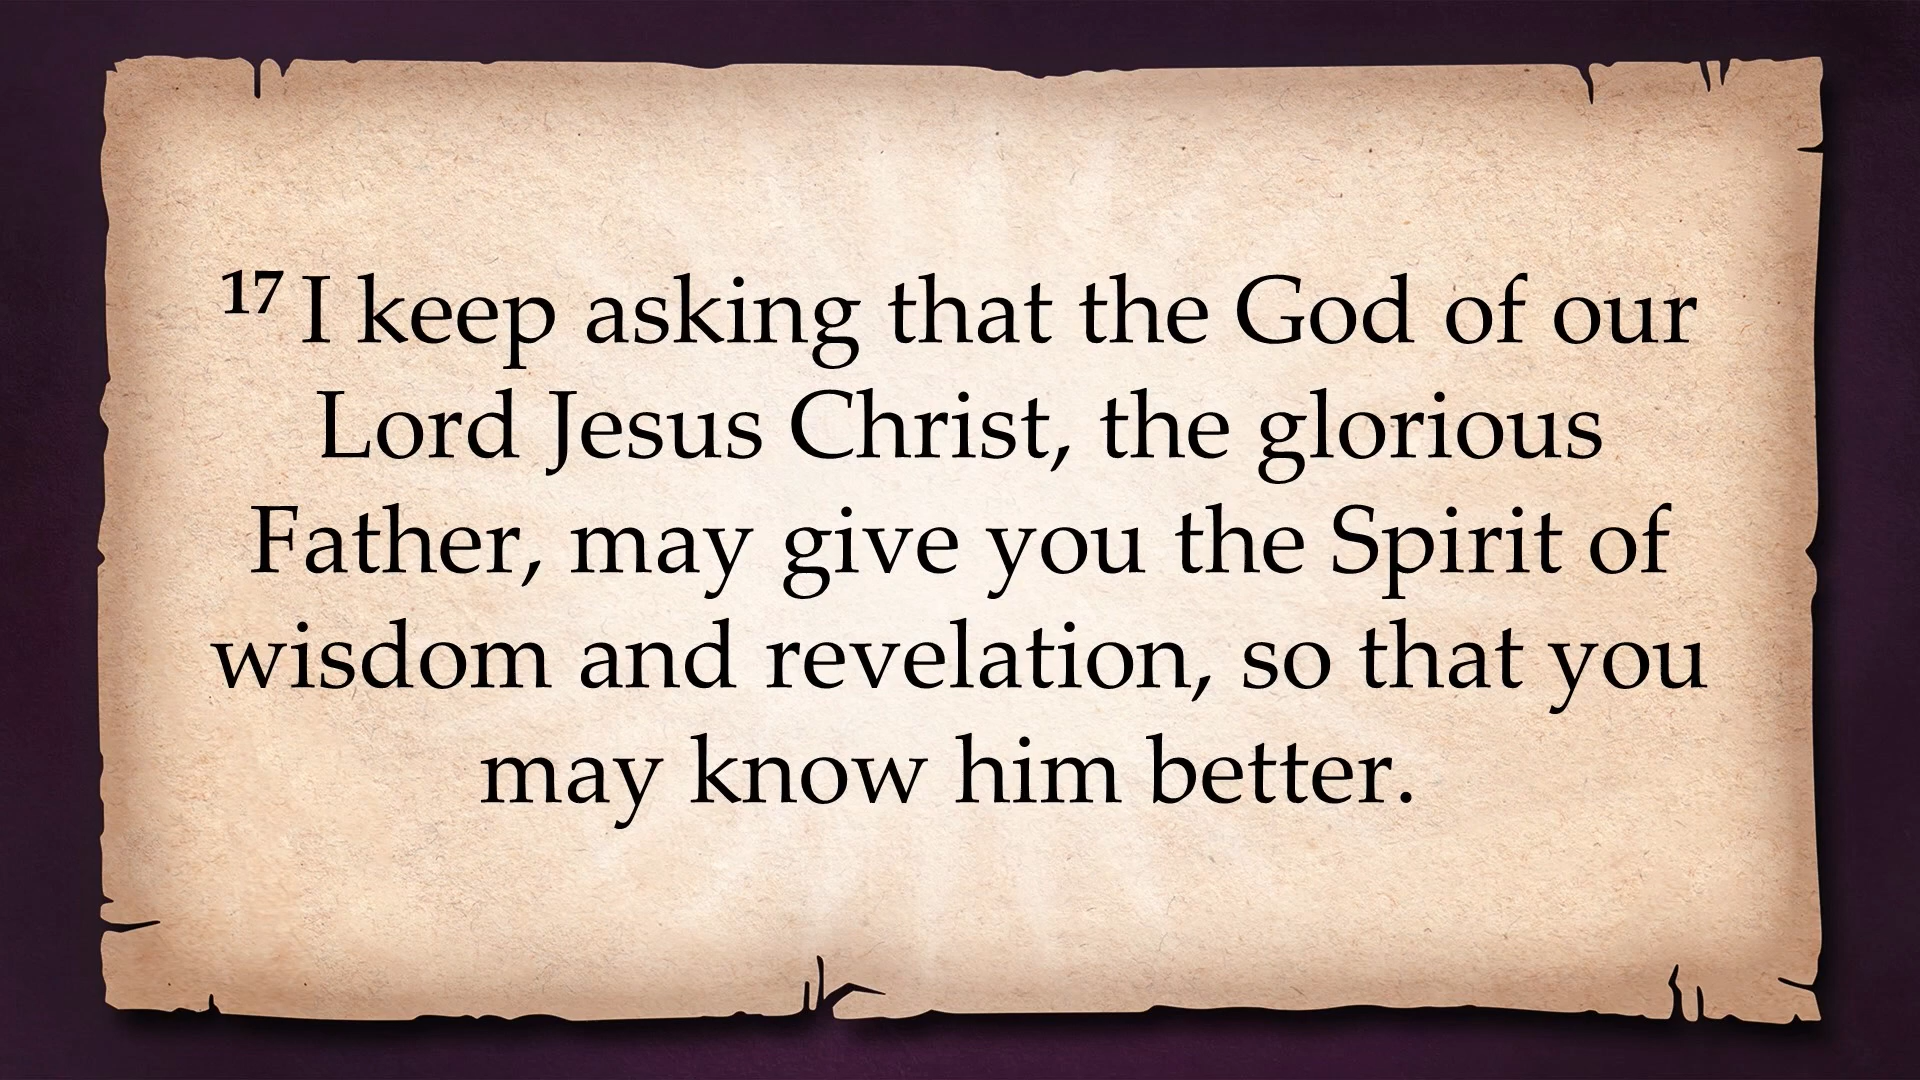 17 I keep asking that the God of our
Lord Jesus Christ, the glorious
Father, may give you the Spirit of
wisdom and revelation, so that you
may know him better.